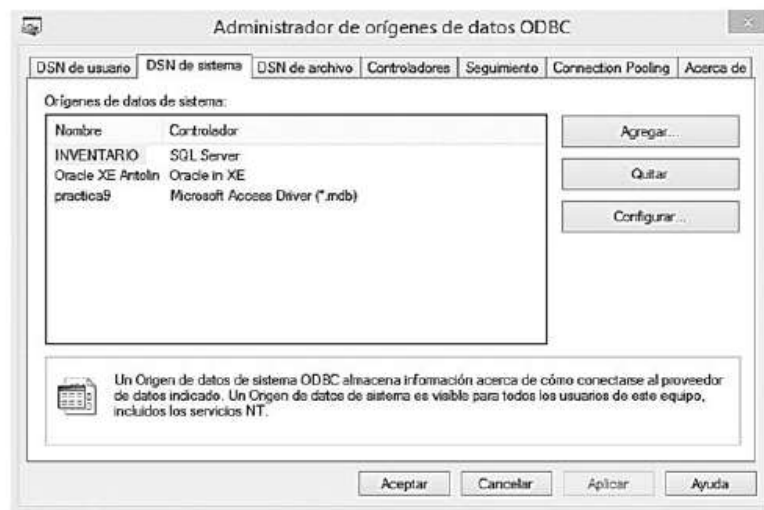 Administrador de orígenes de datos ODBC
DSN de usuario DSN de sistema DSN de archivo Controladores Seguimiento Connection Pooling Acerca de
Orígenes de datos de sistema:
Nombre Controlador
INVENTARIO SQL Server
Oracle XE Antolin Oracle in XE
practica9 Microsoft Access Driver (*.mdb)
Agregar...
Quitar
Configurar...
Un Origen de datos de sistema ODBC almacena información acerca de cómo conectarse al proveedor
de datos indicado. Un Origen de datos de sistema es visible para todos los usuarios de este equipo,
incluidos los servicios NT.
Aceptar Cancelar Aplicar Ayuda